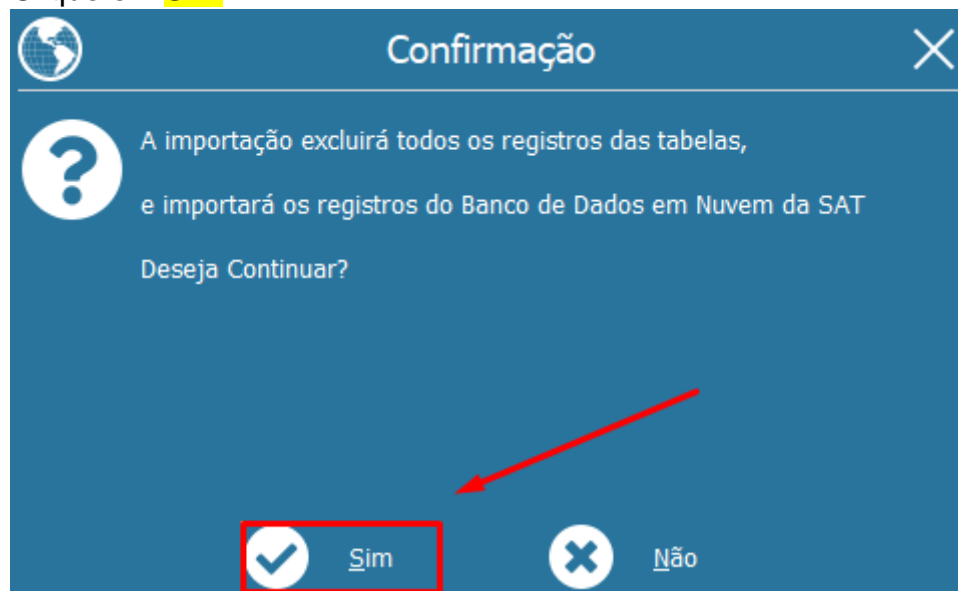 Confirmação
A importação excluirá todos os registros das tabelas,
e importará os registros do Banco de Dados em Nuvem da SAT
Deseja Continuar?
Sim
Não